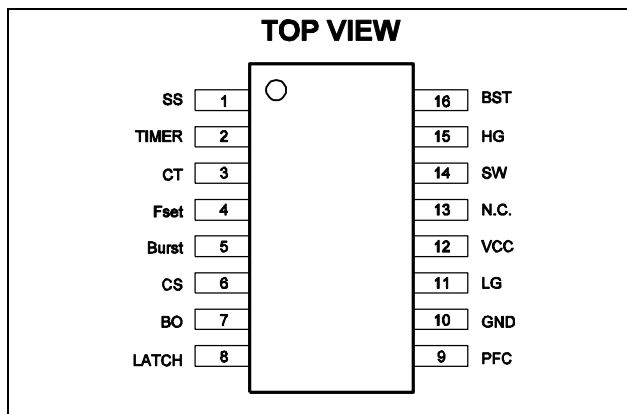 TOP VIEW
SS 1 16 BST
TIMER 2 15 HG
CT 3 14 SW
Fset 4 13 N.C.
Burst 5 12 VCC
CS 6 11 LG
BO 7 10 GND
LATCH 8 9 PFC